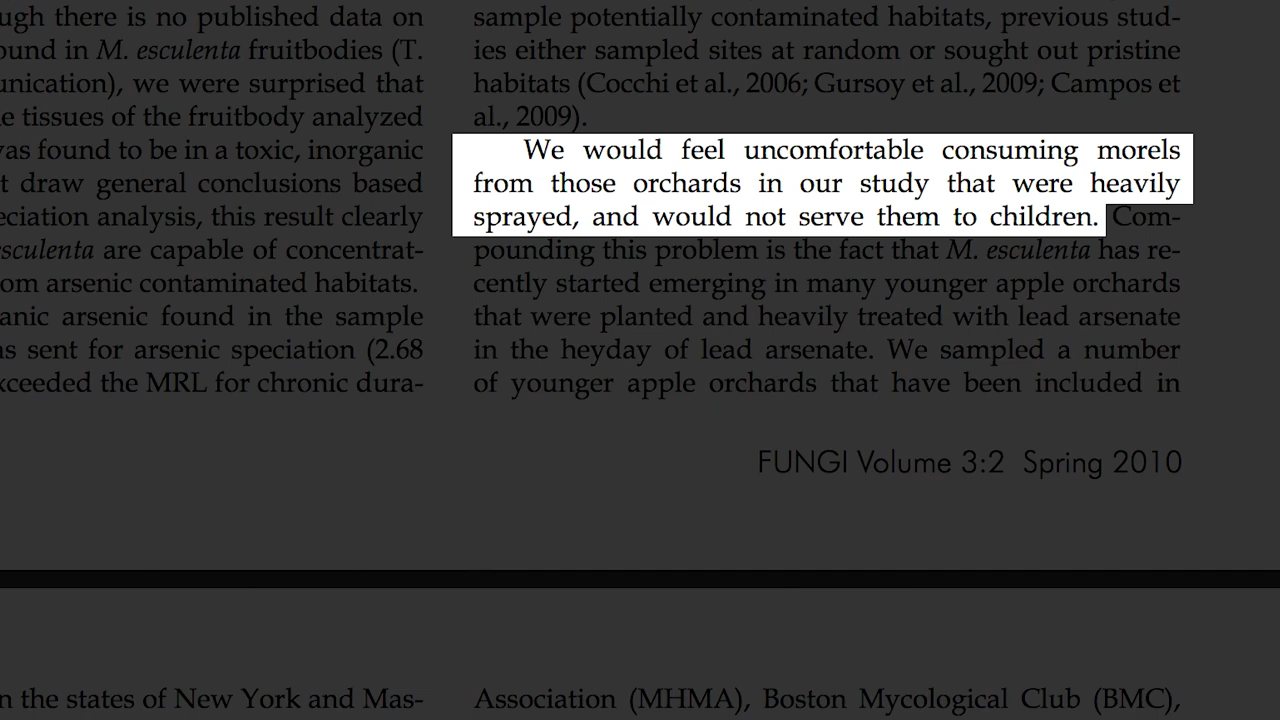 ugh there is no published data on
ound in M. esculenta fruitbodies (T.
unication), we were surprised that
e tissues of the fruitbody analyzed
vas found to be in a toxic, inorganic
t draw general conclusions based
eciation analysis, this result clearly
sculenta are capable of concentrat-
om arsenic contaminated habitats.
anic arsenic found in the sample
as sent for arsenic speciation (2.68
xceeded the MRL for chronic dura-
sample potentially contaminated habitats, previous stud-
ies either sampled sites at random or sought out pristine
habitats (Cocchi et al., 2006; Gursoy et al., 2009; Campos et
al., 2009).
We would feel uncomfortable consuming morels
from those orchards in our study that were heavily
sprayed, and would not serve them to children. Com-
pounding this problem is the fact that M. esculenta has re-
cently started emerging in many younger apple orchards
that were planted and heavily treated with lead arsenate
in the heyday of lead arsenate. We sampled a number
of younger apple orchards that have been included in
FUNGI Volume 3:2 Spring 2010
n the states of New York and Mas-
Association (MHMA), Boston Mycological Club (BMC),